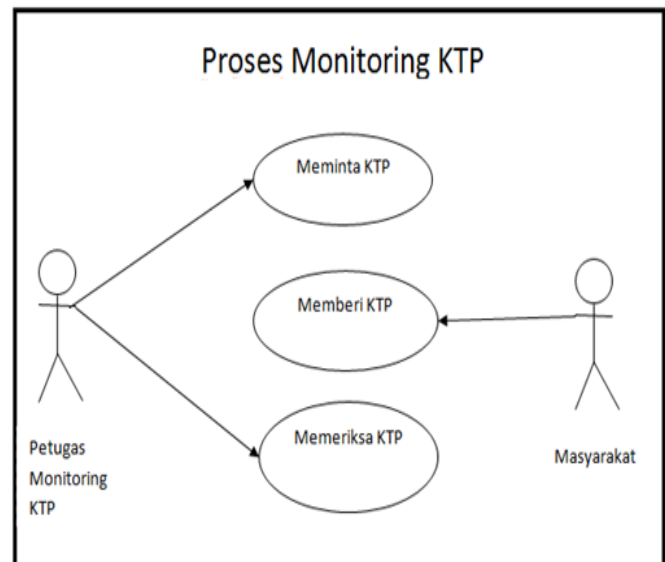 Proses Monitoring KTP
Meminta KTP
Memberi KTP
Memeriksa KTP
Petugas
Monitoring
KTP
Masyarakat